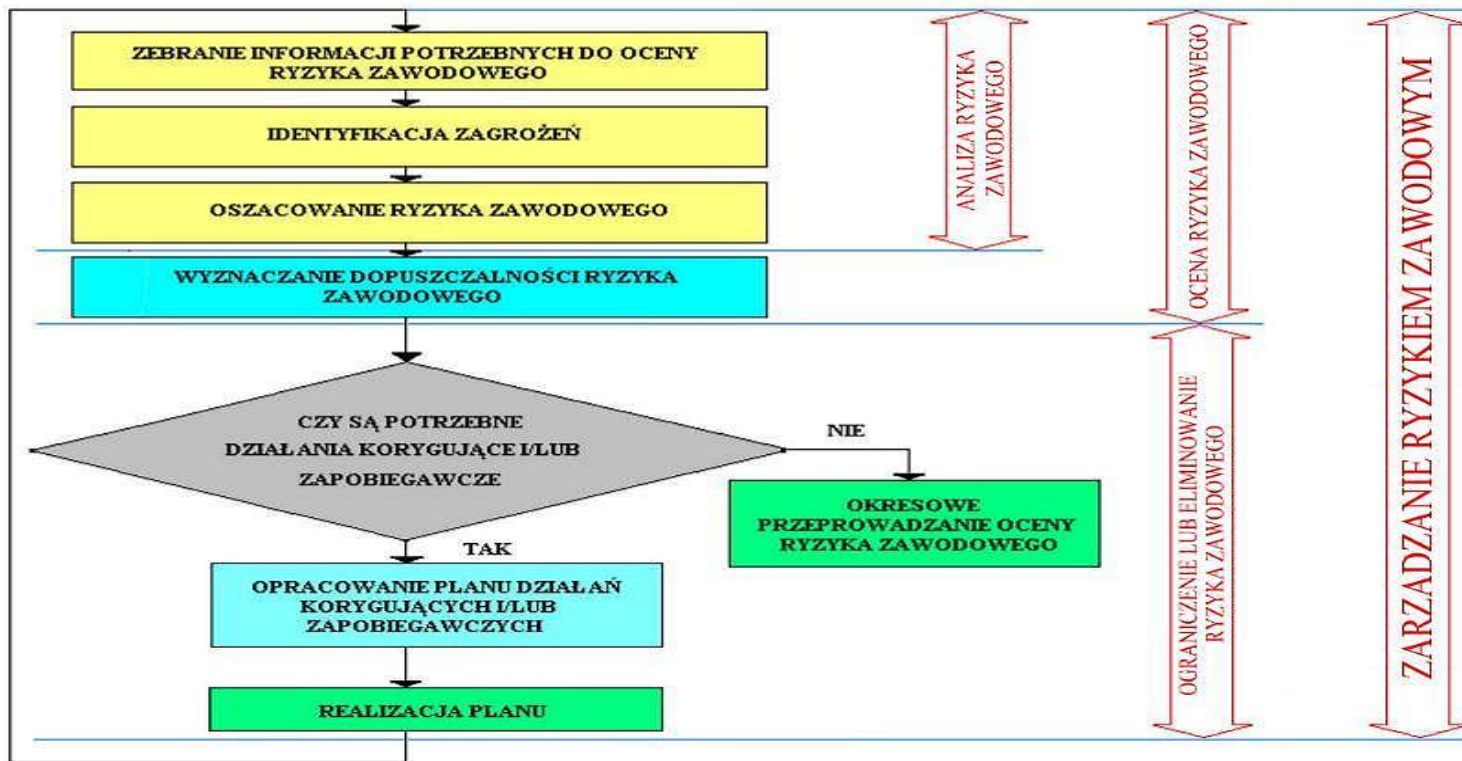 ZEBRANIE INFORMACJI POTRZEBNYCH DO OCENY
RYZYKA ZAWODOWEGO
IDENTYFIKACJA ZAGROŻEŃ
OSZACOWANIE RYZYKA ZAWODOWEGO
WYZNACZANIE DOPUSZCZALNOŚCI RYZYKA
ZAWODOWEGO
CZY SĄ POTRZEBNE
DZIAŁANIA KORYGUJĄCE I/LUB
ZAPOBIEGAWCZE
NIE
OKRESOWE
PRZEPROWADZANIE OCENY
RYZYKA ZAWODOWEGO
TAK
OPRACOWANIE PLANU DZIAŁAŃ
KORYGUJĄCYCH I/LUB
ZAPOBIEGAWCZYCH
REALIZACJA PLANU
ANALIZA RYZYKA
ZAWODOWEGO
OCENA RYZYKA ZAWODOWEGO
OGRANICZENIE LUB ELIMINOWANIE
RYZYKA ZAWODOWEGO
ZARZADZANIE RYZYKIEM ZAWODOWYM